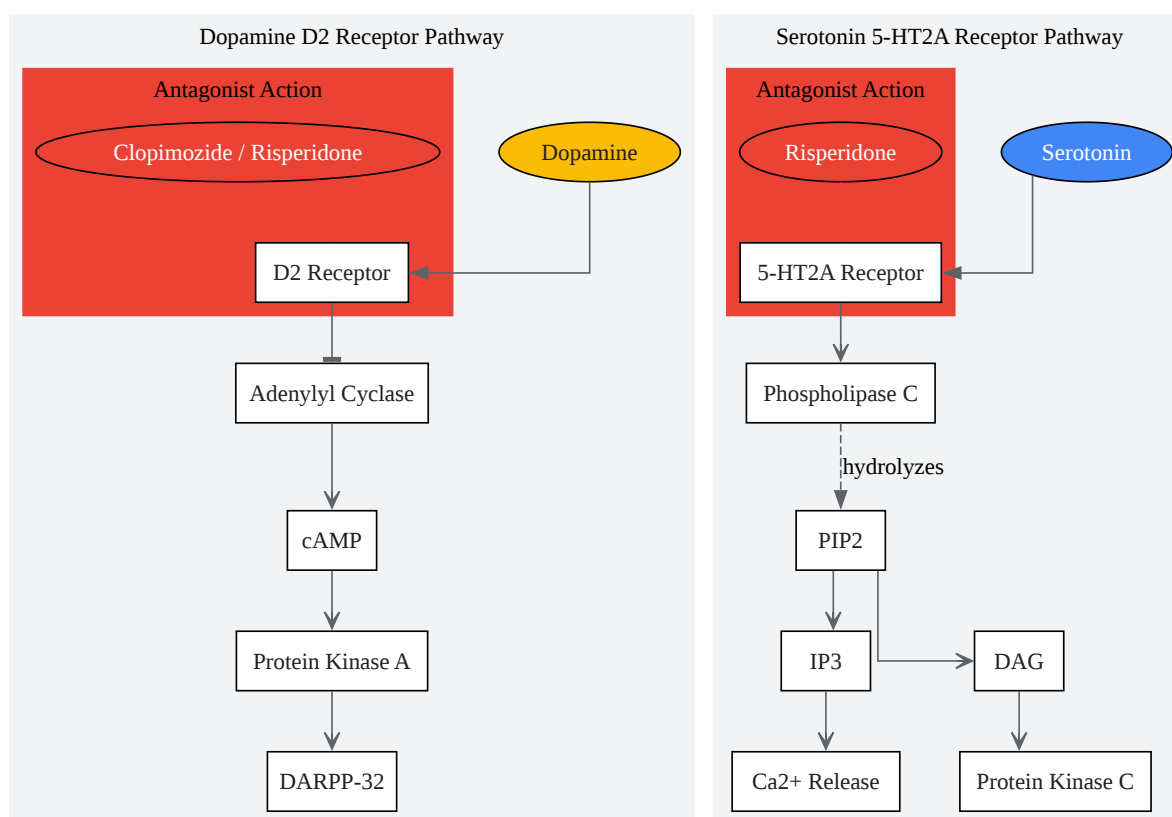 Dopamine D2 Receptor Pathway
Antagonist Action
Clopimozide / Risperidone
Dopamine
D2 Receptor
Adenylyl Cyclase
cAMP
Protein Kinase A
DARPP-32
Serotonin 5-HT2A Receptor Pathway
Antagonist Action
Risperidone
Serotonin
5-HT2A Receptor
Phospholipase C
hydrolyzes
PIP2
IP3
DAG
Ca2+ Release
Protein Kinase C